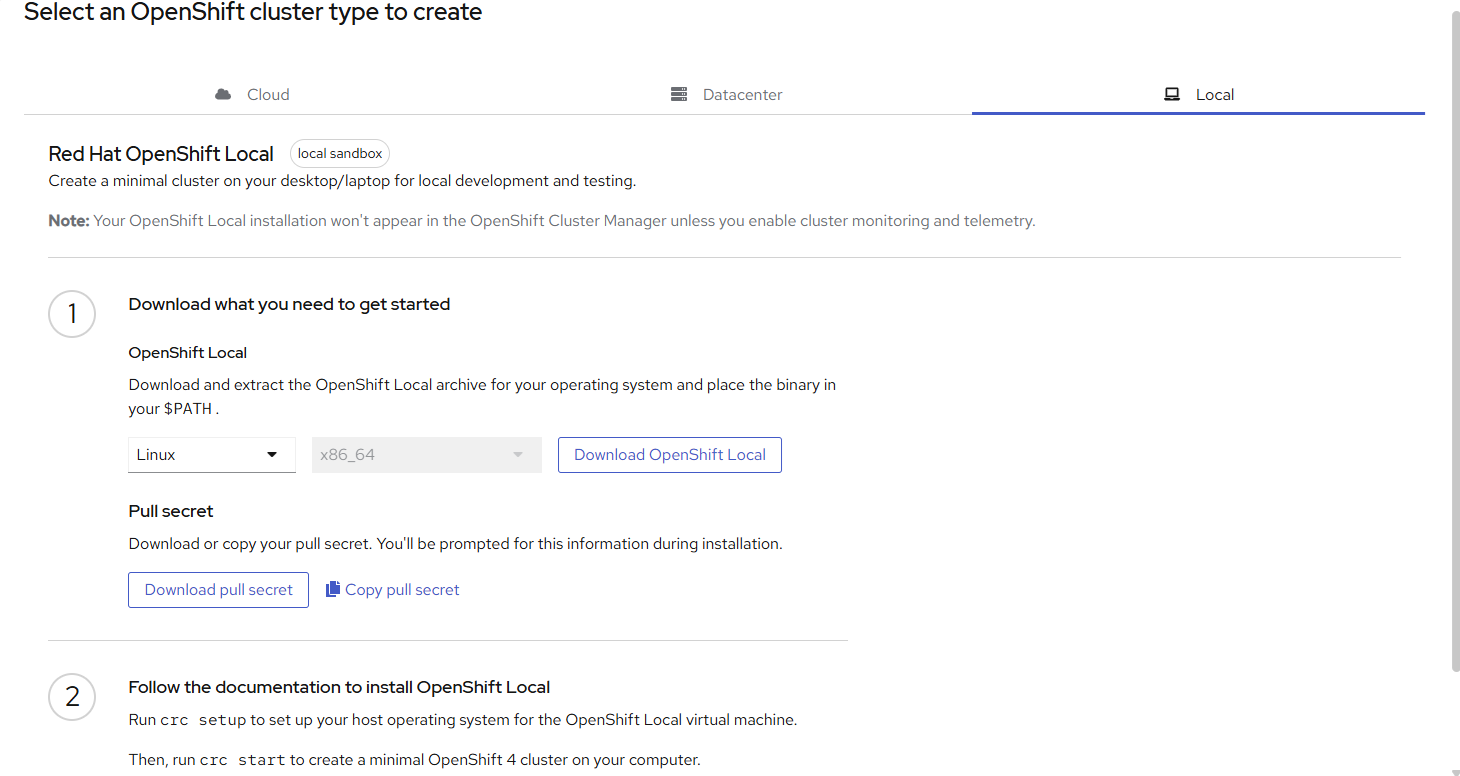 Select an OpenShift cluster type to create
Cloud
Datacenter
Local
Red Hat OpenShift Local
local sandbox
Create a minimal cluster on your desktop/laptop for local development and testing.
Note: Your OpenShift Local installation won't appear in the OpenShift Cluster Manager unless you enable cluster monitoring and telemetry.
1
Download what you need to get started
OpenShift Local
Download and extract the OpenShift Local archive for your operating system and place the binary in
your $PATH .
Linux
x86_64
Download OpenShift Local
Pull secret
Download or copy your pull secret. You'll be prompted for this information during installation.
Download pull secret
Copy pull secret
2
Follow the documentation to install OpenShift Local
Run crc setup to set up your host operating system for the OpenShift Local virtual machine.
Then, run crc start to create a minimal OpenShift 4 cluster on your computer.